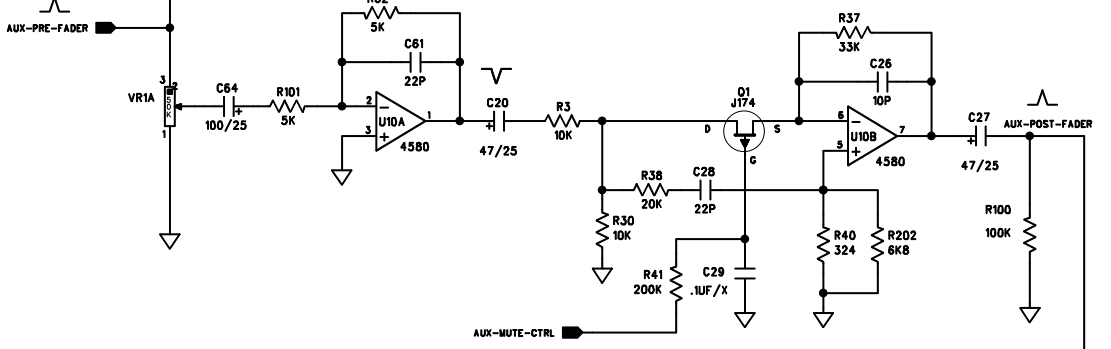 AUX-PRE-FADER
5K
R37
33K
C61
22P
C26
10P
3
2
VR1A
50K
1
C64
100/25
+
R101
5K
2
3
−
+
U10A
1
4580
C20
+
47/25
R3
10K
Q1
J174
D
S
G
6
5
−
+
U10B
7
4580
C27
+
47/25
AUX-POST-FADER
R38
20K
C28
22P
R30
10K
R40
324
R202
6K8
R100
100K
R41
200K
C29
.1UF/X
AUX-MUTE-CTRL